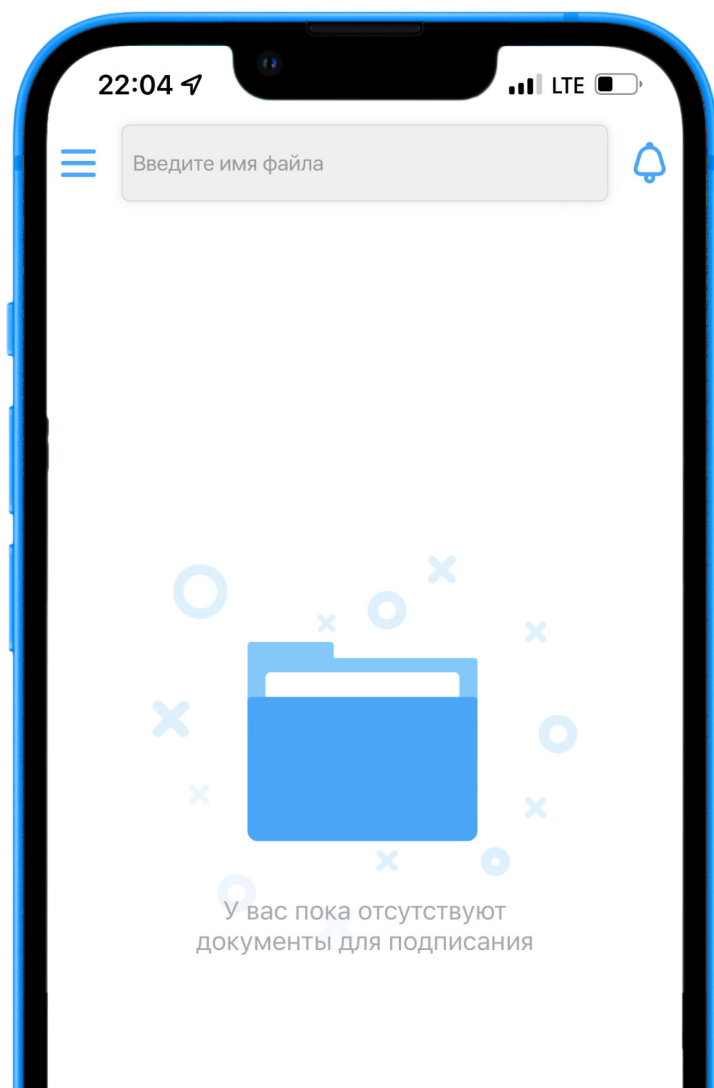 22:04
LTE
Введите имя файла
У вас пока отсутствуют
документы для подписания